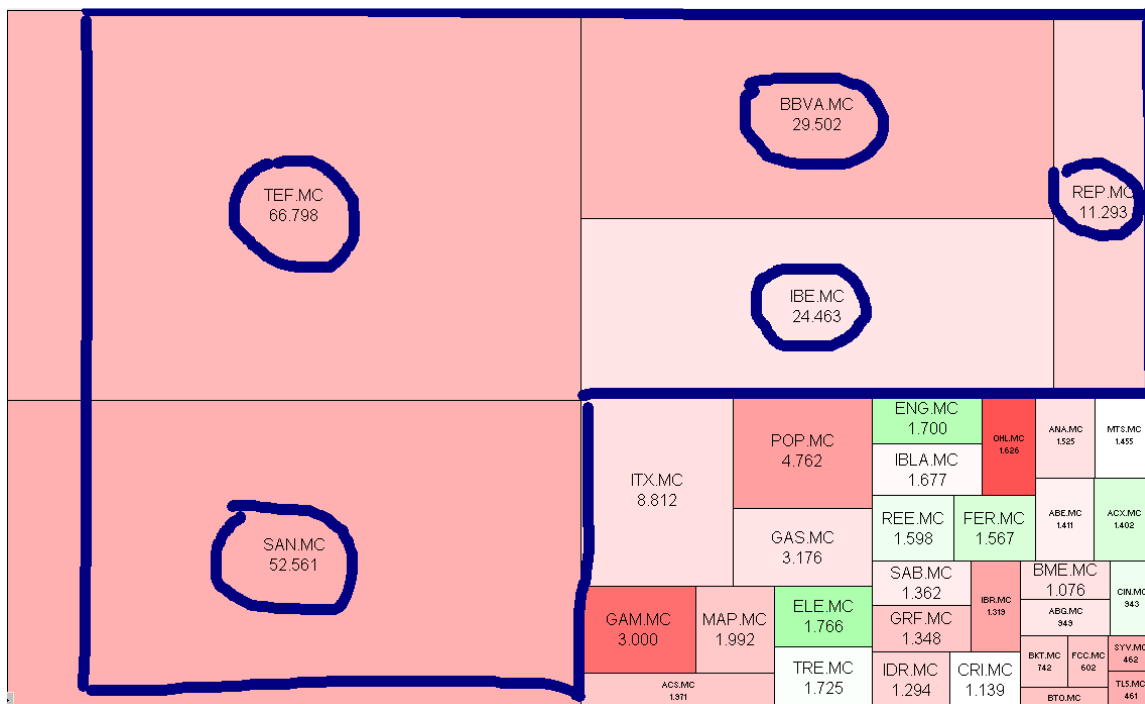 TEF.MC
66.798
BBVA.MC
29.502
REP.MC
11.293
IBE.MC
24.463
SAN.MC
52.561
ITX.MC
8.812
POP.MC
4.762
GAS.MC
3.176
GAM.MC
3.000
MAP.MC
1.992
ACS.MC
1.971
ENG.MC
1.700
IBLA.MC
1.677
OHL.MC
1.626
ANA.MC
1.525
MTS.MC
1.455
REE.MC
1.598
FER.MC
1.567
ABE.MC
1.411
ACX.MC
1.402
ELE.MC
1.766
TRE.MC
1.725
SAB.MC
1.362
GRF.MC
1.348
IBR.MC
1.319
BME.MC
1.076
ABG.MC
949
CIN.MC
943
IDR.MC
1.294
CRI.MC
1.139
BKT.MC
742
FCC.MC
602
SYV.MC
462
TL5.MC
461
BTO.MC